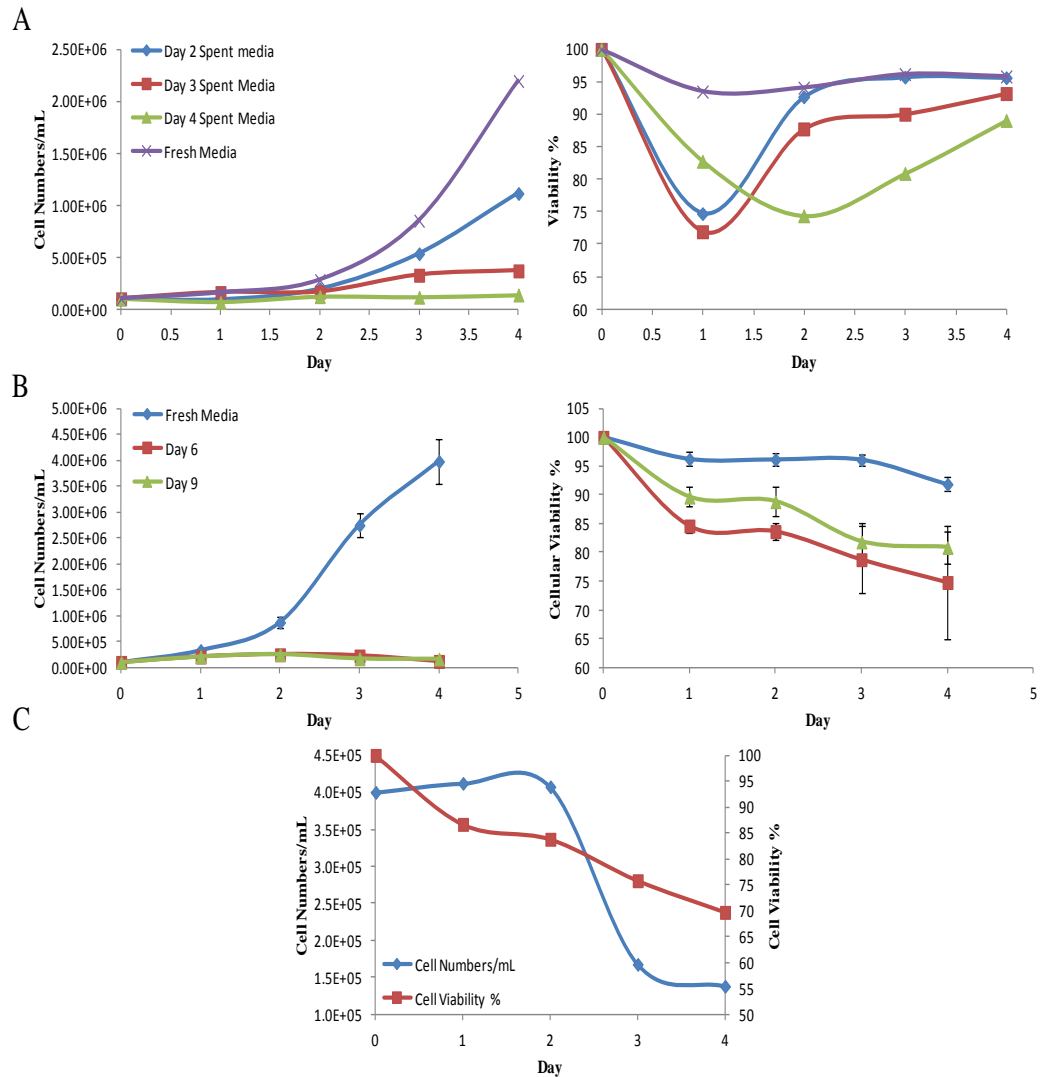 A
2.50E+06
2.00E+06
1.50E+06
1.00E+06
5.00E+05
0.00E+00
Cell Numbers/mL
Day 2 Spent media
Day 3 Spent Media
Day 4 Spent Media
Fresh Media
0 0.5 1 1.5 2 2.5 3 3.5 4
Day
100
95
90
85
80
75
70
65
60
Viability %
0 0.5 1 1.5 2 2.5 3 3.5 4
Day
B
5.00E+06
4.50E+06
4.00E+06
3.50E+06
3.00E+06
2.50E+06
2.00E+06
1.50E+06
1.00E+06
5.00E+05
0.00E+00
Cell Numbers/mL
Fresh Media
Day 6
Day 9
0 1 2 3 4 5
Day
105
100
95
90
85
80
75
70
65
60
Cellular Viability %
0 1 2 3 4 5
Day
C
4.5E+05
4.0E+05
3.5E+05
3.0E+05
2.5E+05
2.0E+05
1.5E+05
1.0E+05
Cell Numbers/mL
Cell Numbers/mL
Cell Viability %
100
95
90
85
80
75
70
65
60
55
50
Cell Viability %
0 1 2 3 4
Day